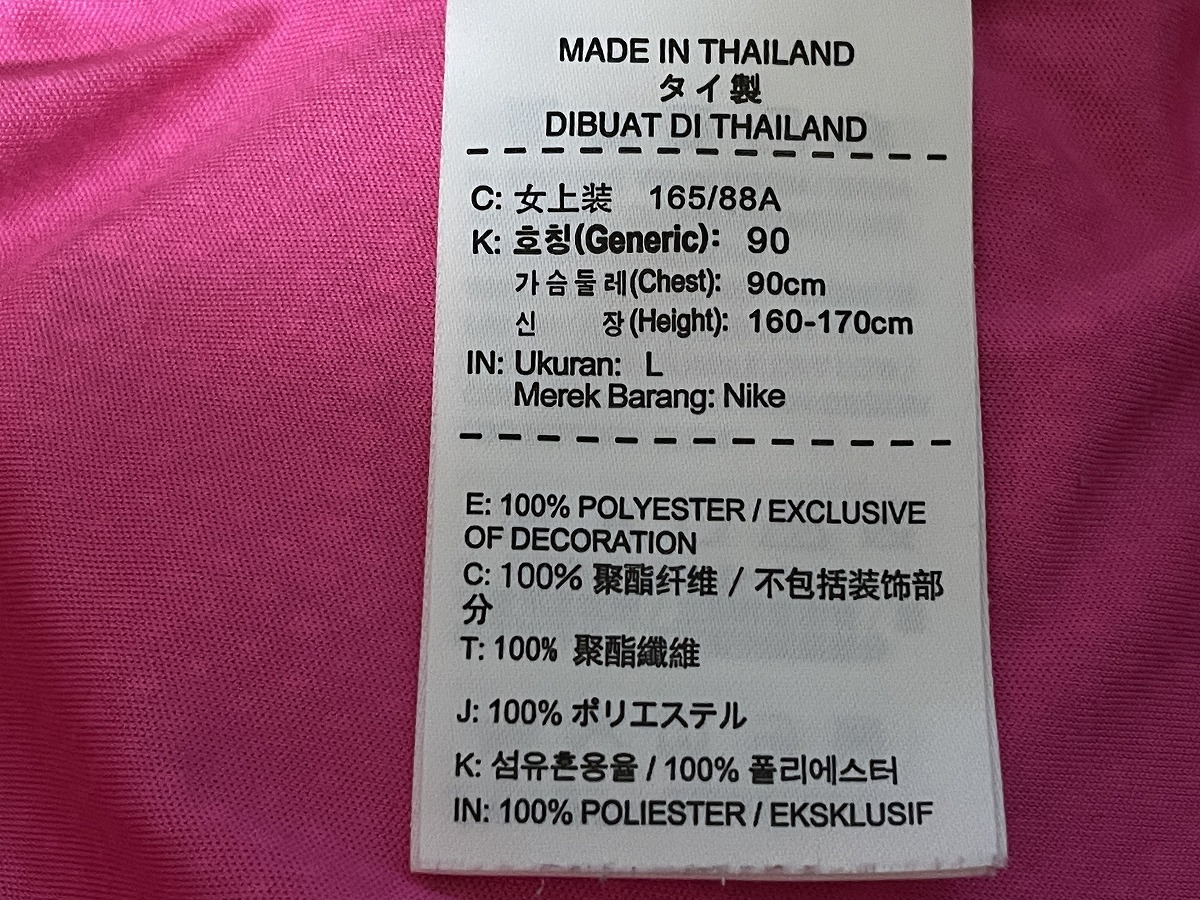 MADE IN THAILAND
タイ製
DIBUAT DI THAILAND
C: 女上装 165/88A
K: 호칭(Generic): 90
가슴둘레(Chest): 90cm
신 장(Height): 160-170cm
IN: Ukuran: L
Merek Barang: Nike
E: 100% POLYESTER / EXCLUSIVE
OF DECORATION
C: 100% 聚酯纤维 / 不包括装饰部
分
T: 100% 聚酯纖維
J: 100% ポリエステル
K: 섬유혼용율 / 100% 폴리에스터
IN: 100% POLIESTER / EKSKLUSIF